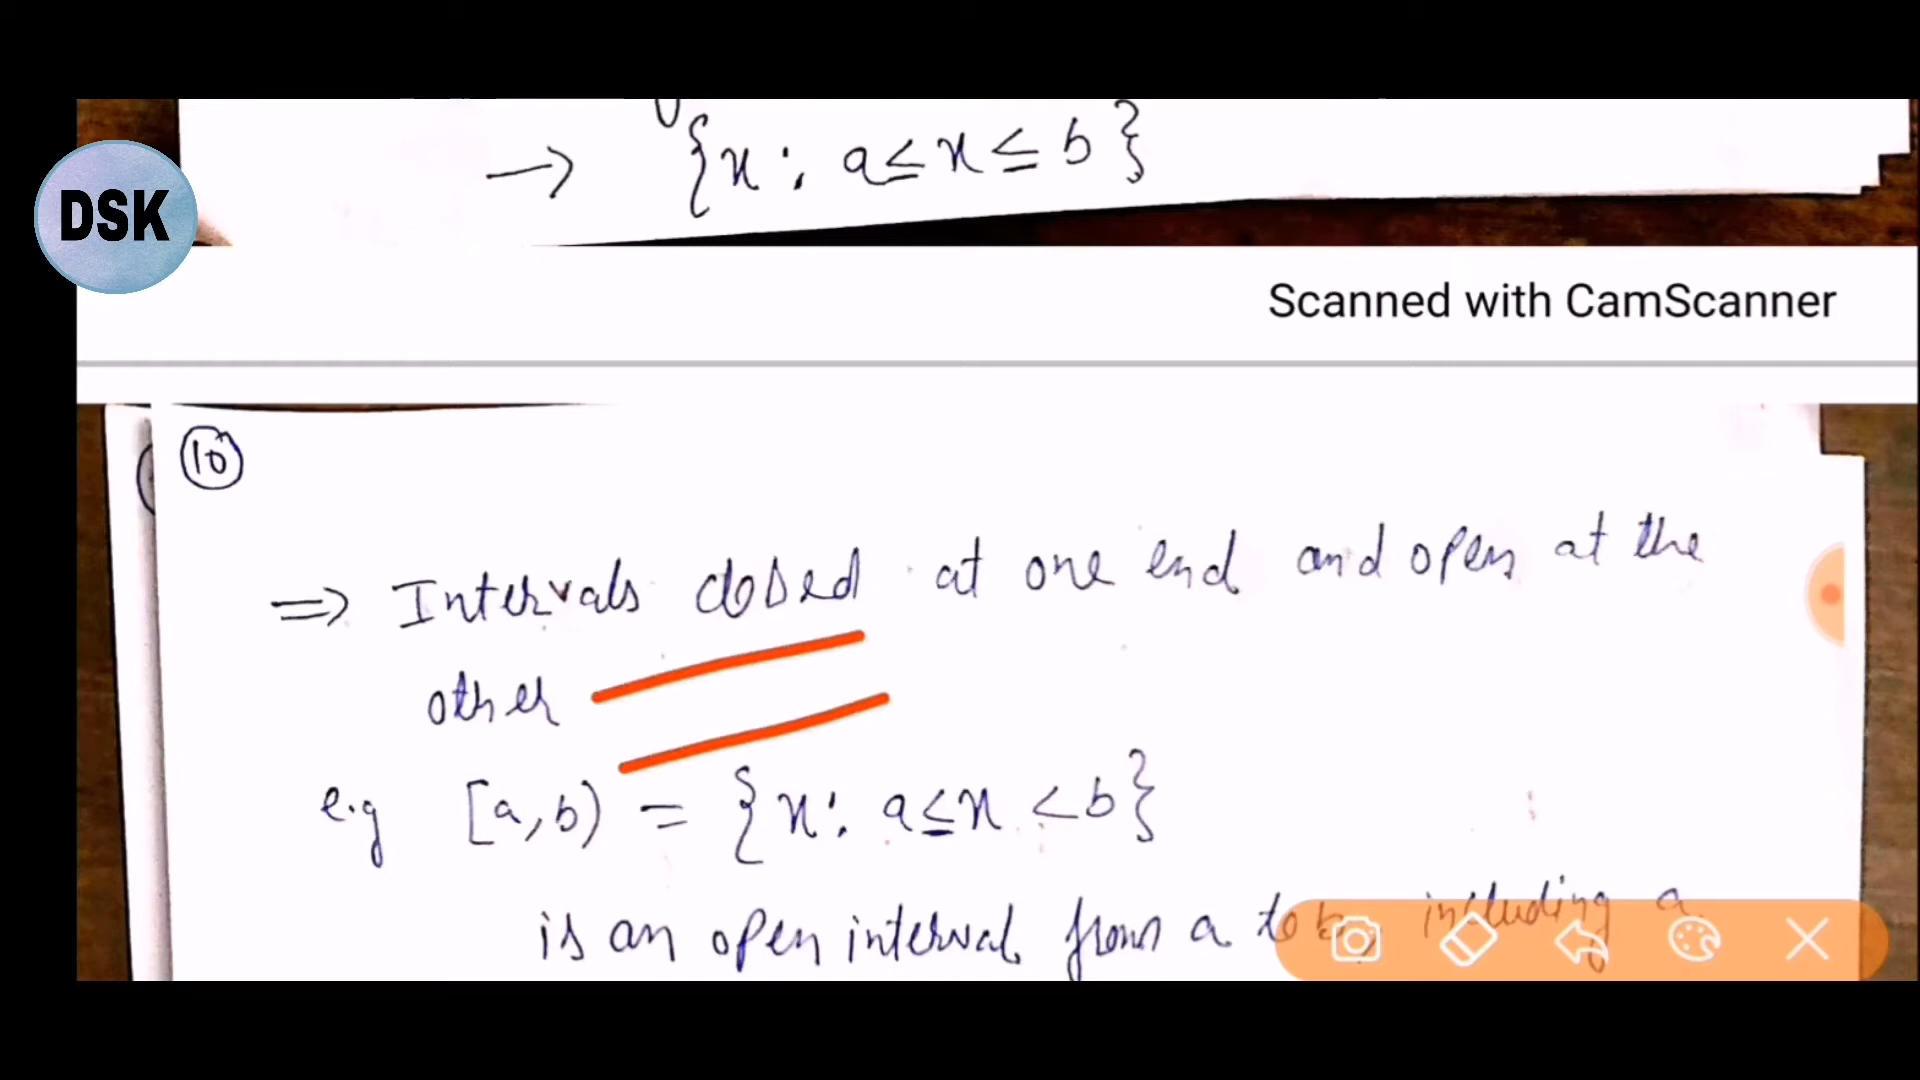 → {x : a ≤ x ≤ b}
DSK
Scanned with CamScanner
10
⇒ Intervals closed at one end and open at the
other
e.g [a, b) = {x : a ≤ x < b}
is an open interval from a to b, including a